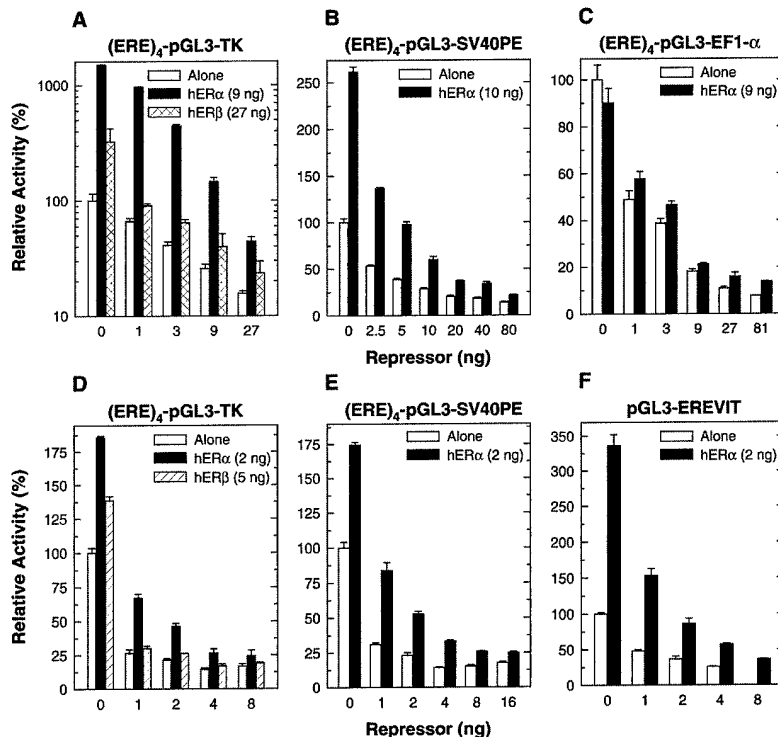 A
(ERE)4-pGL3-TK
Alone
hERα (9 ng)
hERβ (27 ng)
Relative Activity (%)
1000
100
10
0 1 3 9 27
B
(ERE)4-pGL3-SV40PE
Alone
hERα (10 ng)
250
200
150
100
50
0
0 2.5 5 10 20 40 80
Repressor (ng)
C
(ERE)4-pGL3-EF1-α
Alone
hERα (9 ng)
100
80
60
40
20
0
0 1 3 9 27 81
D
(ERE)4-pGL3-TK
Alone
hERα (2 ng)
hERβ (5 ng)
Relative Activity (%)
175
150
125
100
75
50
25
0
0 1 2 4 8
E
(ERE)4-pGL3-SV40PE
Alone
hERα (2 ng)
175
150
125
100
75
50
25
0
0 1 2 4 8 16
Repressor (ng)
F
pGL3-EREVIT
Alone
hERα (2 ng)
350
300
250
200
150
100
50
0
0 1 2 4 8